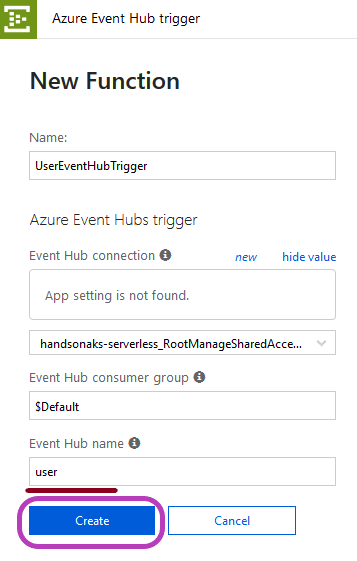 Azure Event Hub trigger
New Function
Name:
UserEventHubTrigger
Azure Event Hubs trigger
Event Hub connection new hide value
App setting is not found.
handsonaks-serverless_RootManageSharedAcce...
Event Hub consumer group
$Default
Event Hub name
user
Create Cancel